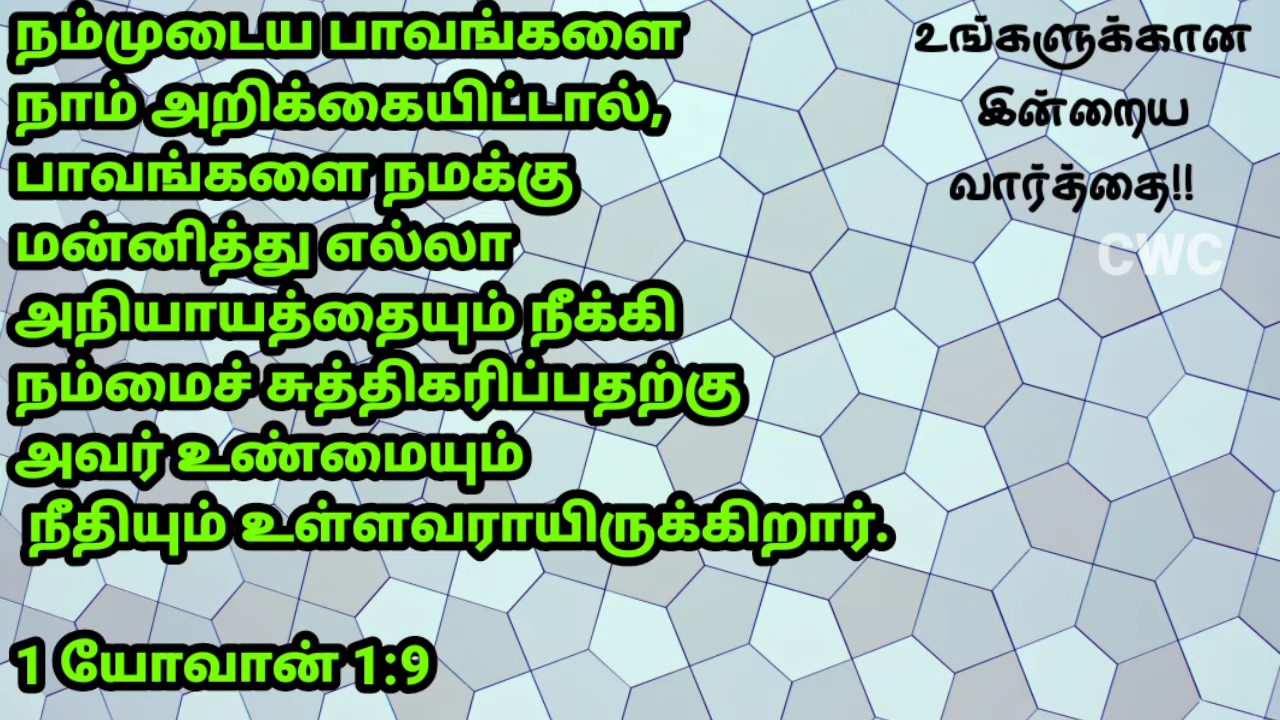 நம்முடைய பாவங்களை
நாம் அறிக்கையிட்டால்,
பாவங்களை நமக்கு
மன்னித்து எல்லா
அநியாயத்தையும் நீக்கி
நம்மைச் சுத்திகரிப்பதற்கு
அவர் உண்மையும்
நீதியும் உள்ளவராயிருக்கிறார்.
1 யோவான் 1:9
உங்களுக்கான
இன்றைய
வார்த்தை!!
CWC